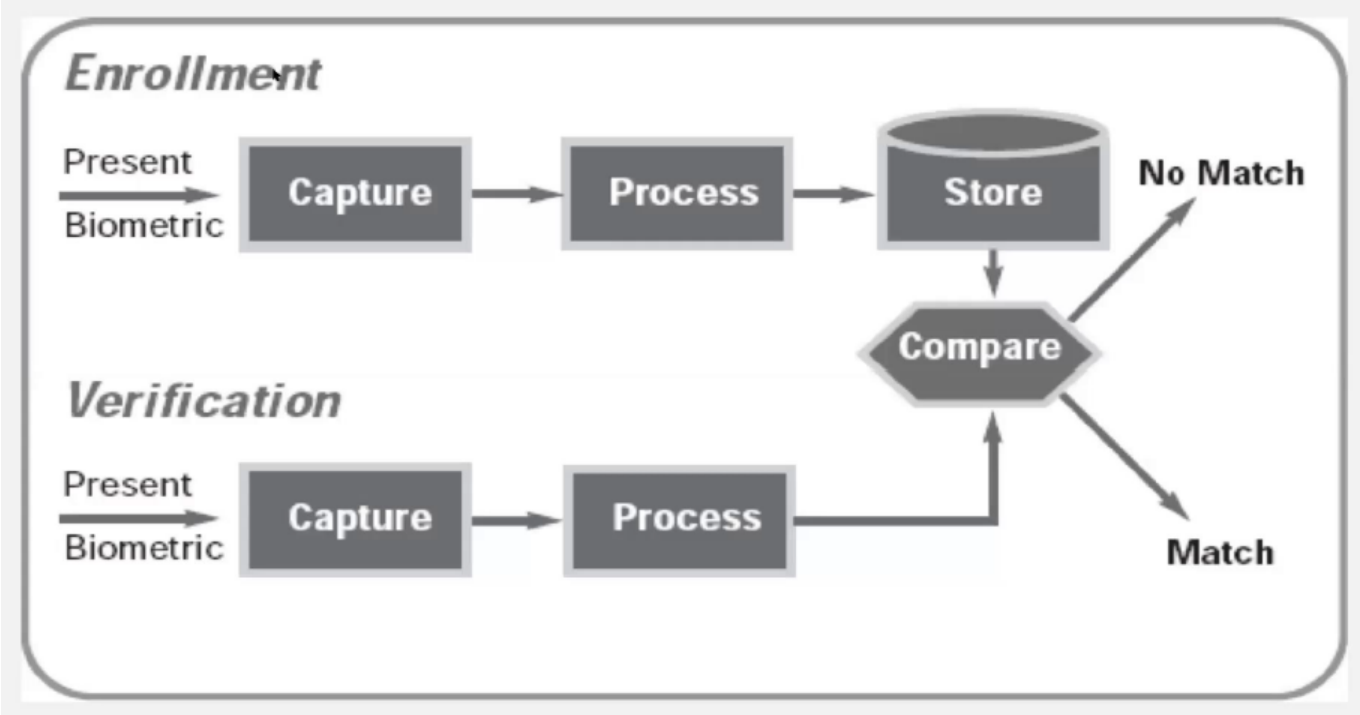 Enrollment
Present
Biometric
Capture
Process
Store
No Match
Compare
Verification
Present
Biometric
Capture
Process
Match